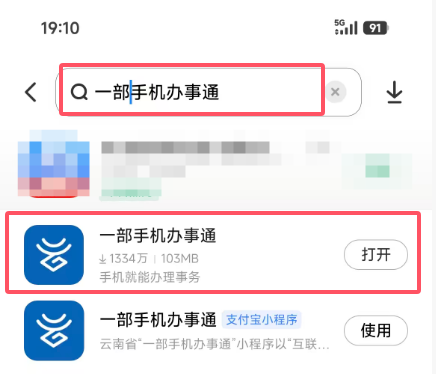 19:10
5G 91
一部手机办事通
一部手机办事通
1334万 | 103MB
手机就能办理事务
打开
一部手机办事通 支付宝小程序
云南省“一部手机办事通”小程序以“互联...
使用